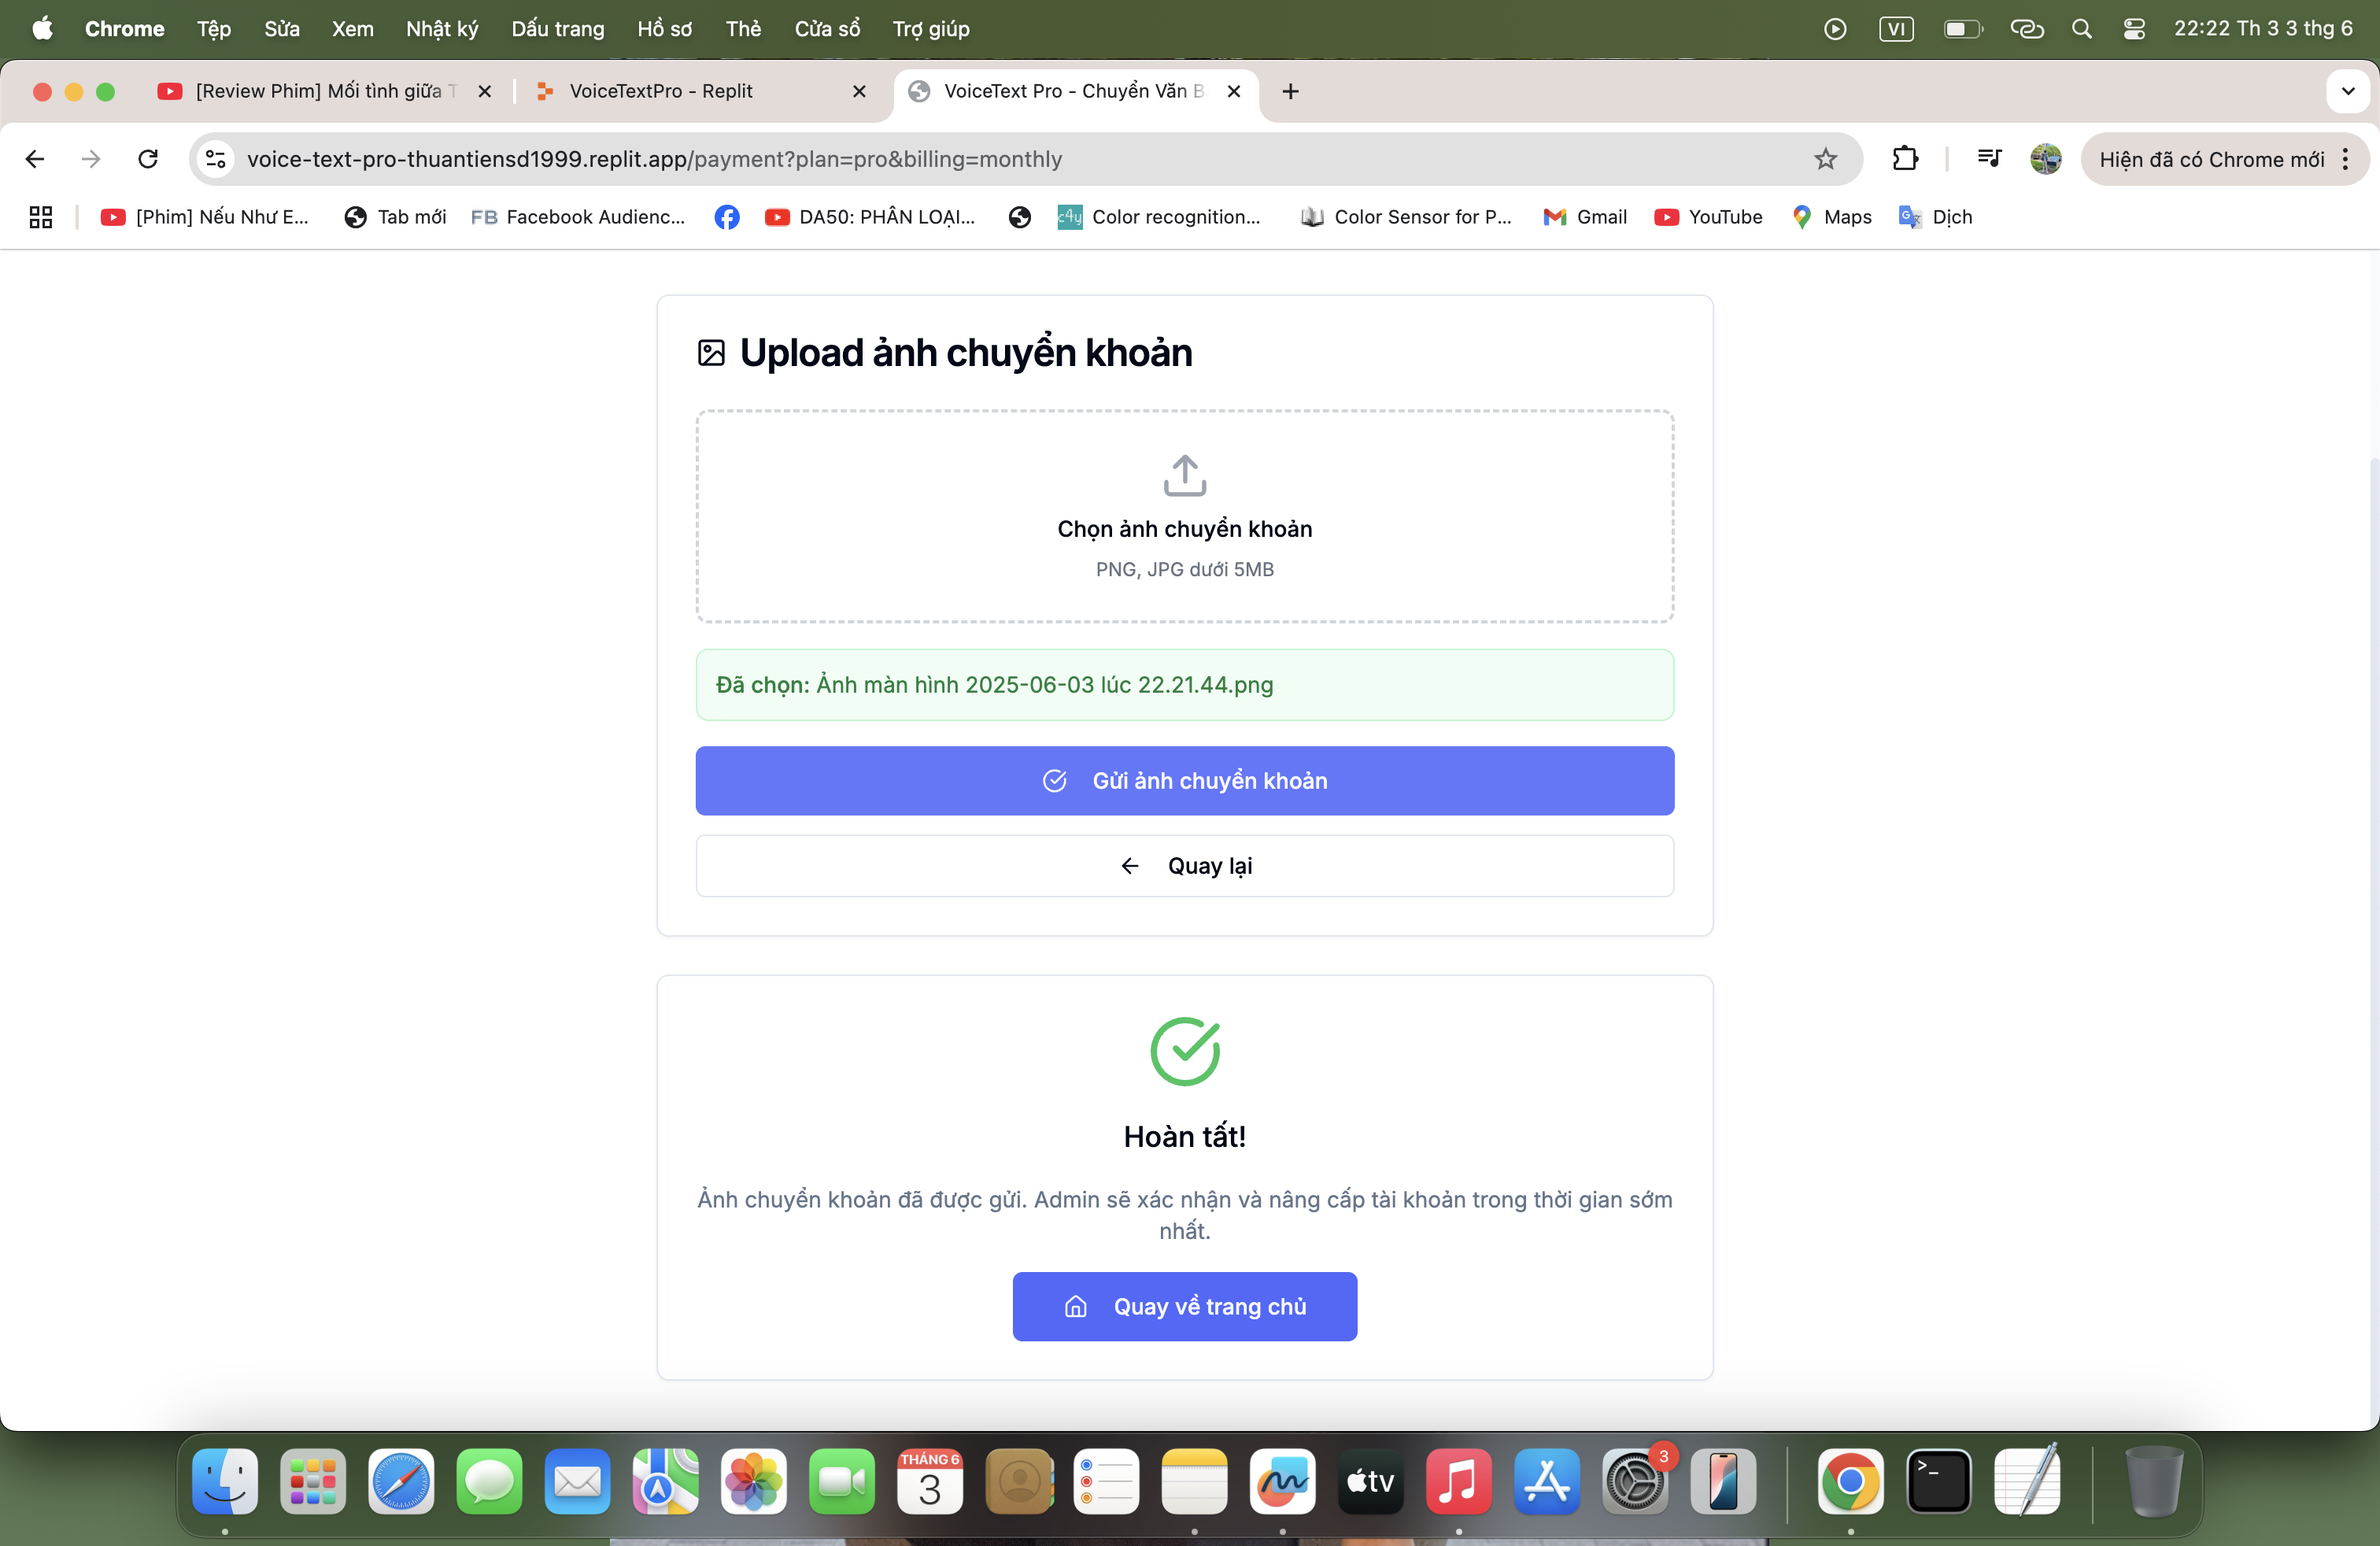 Chrome Tệp Sửa Xem Nhật ký Dấu trang Hồ sơ Thẻ Cửa sổ Trợ giúp VI 22:22 Th 3 3 thg 6
[Review Phim] Mối tình giữa T VoiceTextPro - Replit VoiceText Pro - Chuyển Văn B
voice-text-pro-thuantiensd1999.replit.app/payment?plan=pro&billing=monthly Hiện đã có Chrome mới
[Phim] Nếu Như E... Tab mới FB Facebook Audienc... DA50: PHÂN LOẠI... c4y Color recognition... Color Sensor for P... Gmail YouTube Maps Dịch
Upload ảnh chuyển khoản
Chọn ảnh chuyển khoản
PNG, JPG dưới 5MB
Đã chọn: Ảnh màn hình 2025-06-03 lúc 22.21.44.png
Gửi ảnh chuyển khoản
Quay lại
Hoàn tất!
Ảnh chuyển khoản đã được gửi. Admin sẽ xác nhận và nâng cấp tài khoản trong thời gian sớm
nhất.
Quay về trang chủ
THÁNG 6
3
tv
3